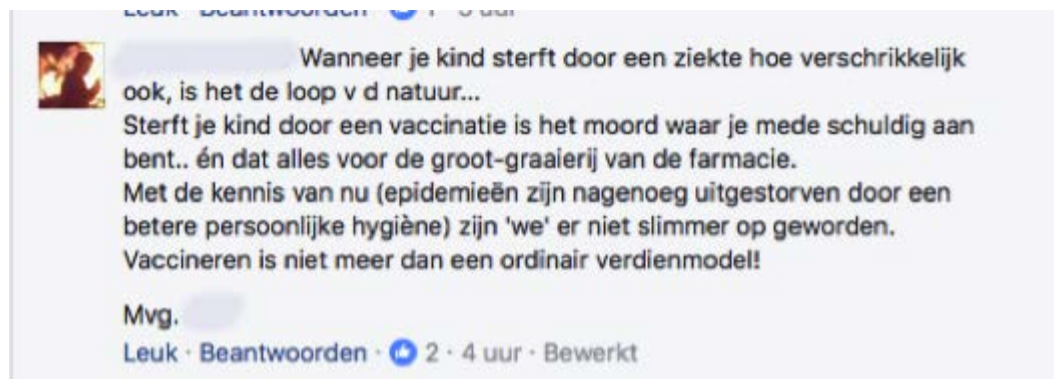 Wanneer je kind sterft door een ziekte hoe verschrikkelijk
ook, is het de loop v d natuur...
Sterft je kind door een vaccinatie is het moord waar je mede schuldig aan
bent.. én dat alles voor de groot-graaierij van de farmacie.
Met de kennis van nu (epidemieën zijn nagenoeg uitgestorven door een
betere persoonlijke hygiène) zijn 'we' er niet slimmer op geworden.
Vaccineren is niet meer dan een ordinair verdienmodel!
Mvg.
Leuk · Beantwoorden · 2 · 4 uur · Bewerkt